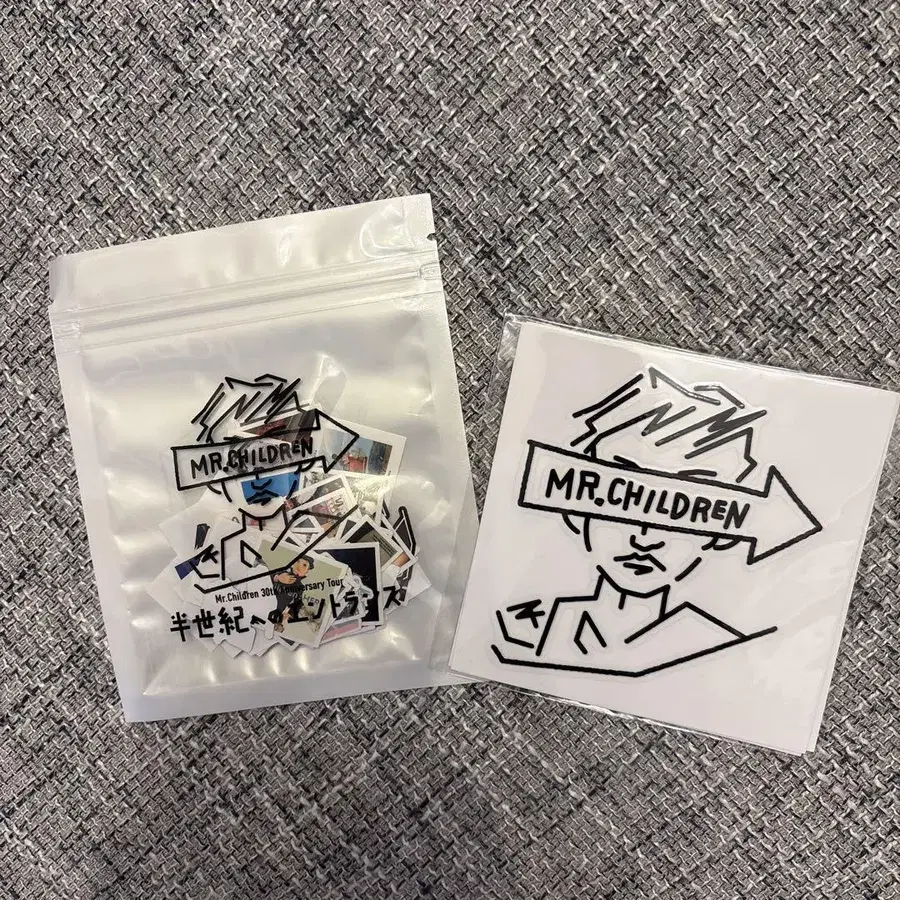 MR.CHILDREN
Mr.Children 30th Anniversary Tour
半世紀へのエントランス
MR.CHILDREN